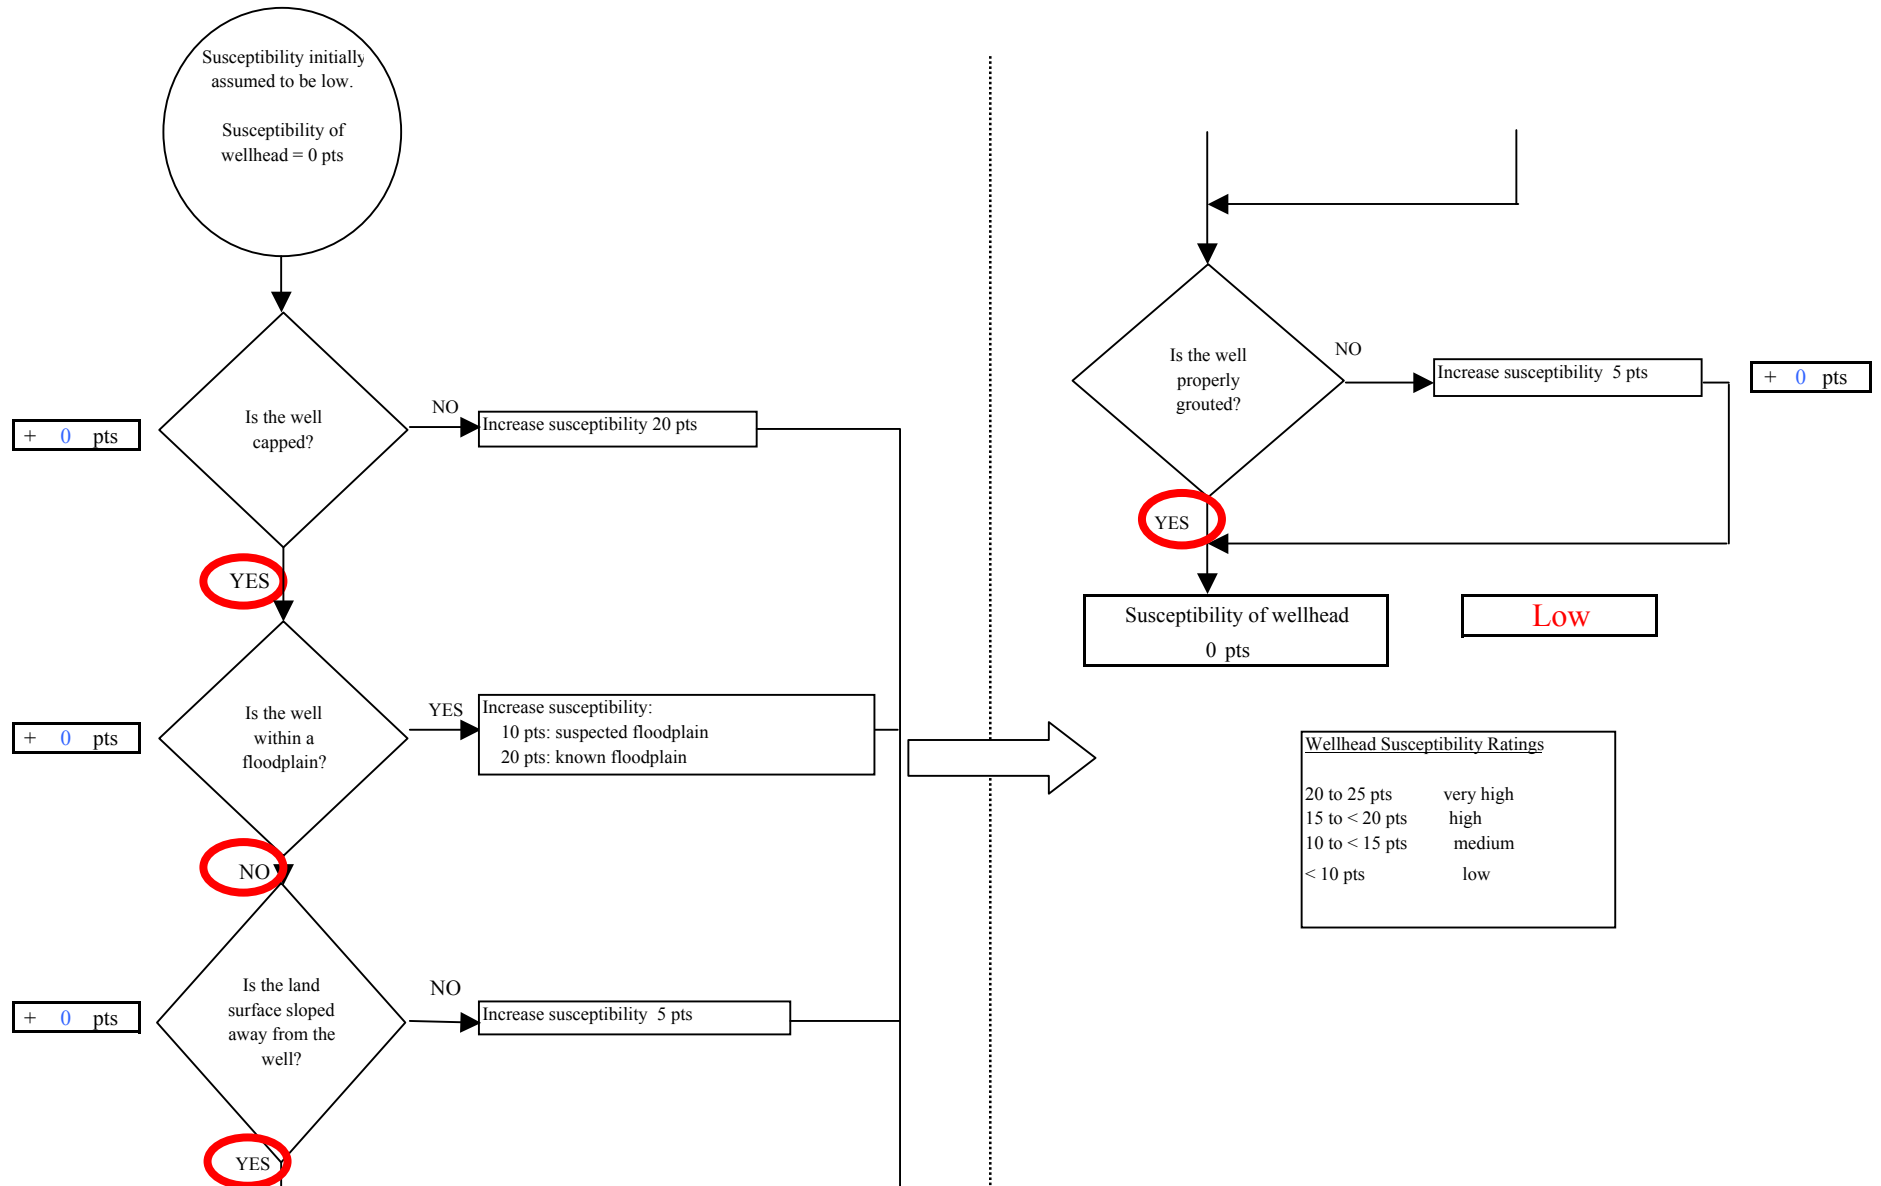 Susceptibility initially
assumed to be low.
Susceptibility of
wellhead = 0 pts
Is the well
capped?
NO
Increase susceptibility 20 pts
+ 0 pts
YES
Is the well
within a
floodplain?
YES
Increase susceptibility:
10 pts: suspected floodplain
20 pts: known floodplain
+ 0 pts
NO
Is the land
surface sloped
away from the
well?
NO
Increase susceptibility 5 pts
+ 0 pts
YES
Is the well
properly
grouted?
NO
Increase susceptibility 5 pts
+ 0 pts
YES
Susceptibility of wellhead
0 pts
Low
Wellhead Susceptibility Ratings
20 to 25 pts very high
15 to < 20 pts high
10 to < 15 pts medium
< 10 pts low